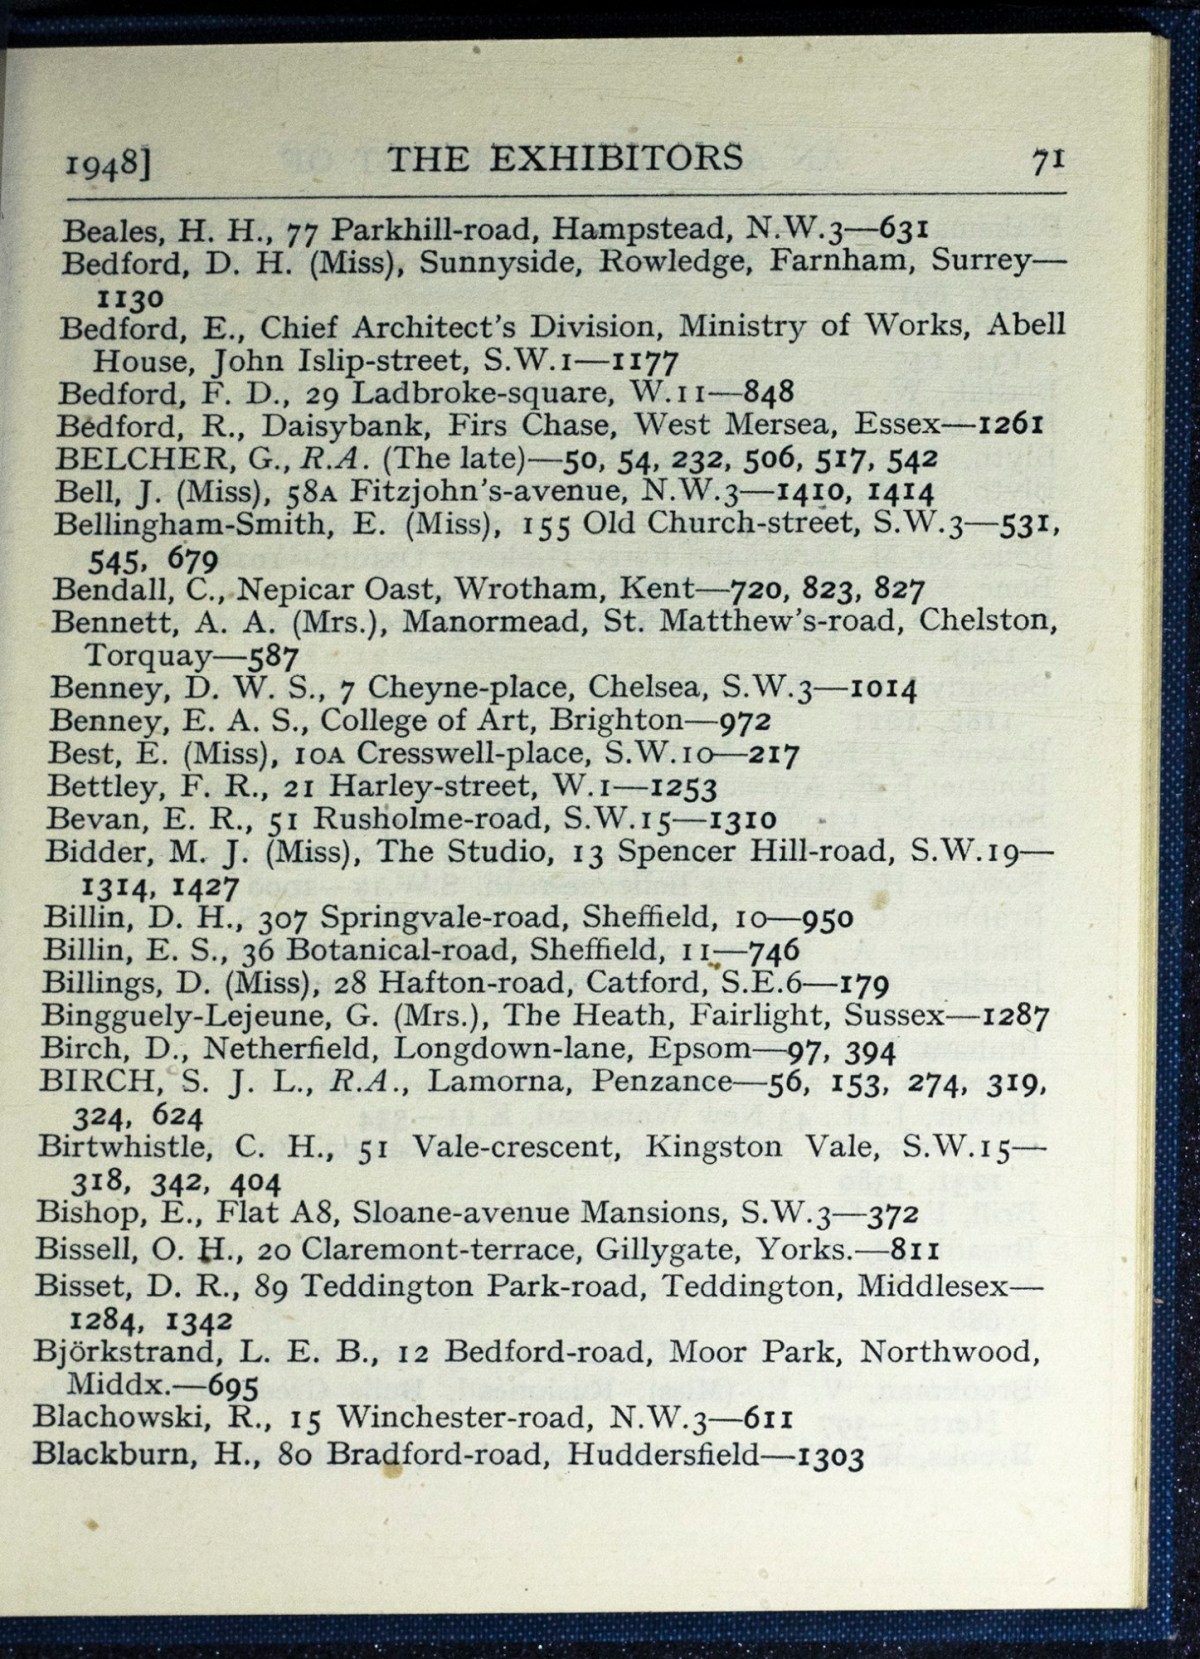 1948] THE EXHIBITORS 71
Beales, H. H., 77 Parkhill-road, Hampstead, N.W.3—631
Bedford, D. H. (Miss), Sunnyside, Rowledge, Farnham, Surrey—
1130
Bedford, E., Chief Architect's Division, Ministry of Works, Abell
House, John Islip-street, S.W.1—1177
Bedford, F. D., 29 Ladbroke-square, W.11—848
Bedford, R., Daisybank, Firs Chase, West Mersea, Essex—1261
BELCHER, G., R.A. (The late)—50, 54, 232, 506, 517, 542
Bell, J. (Miss), 58A Fitzjohn's-avenue, N.W.3—1410, 1414
Bellingham-Smith, E. (Miss), 155 Old Church-street, S.W.3—531,
545, 679
Bendall, C., Nepicar Oast, Wrotham, Kent—720, 823, 827
Bennett, A. A. (Mrs.), Manormead, St. Matthew's-road, Chelston,
Torquay—587
Benney, D. W. S., 7 Cheyne-place, Chelsea, S.W.3—1014
Benney, E. A. S., College of Art, Brighton—972
Best, E. (Miss), 10A Cresswell-place, S.W.10—217
Bettley, F. R., 21 Harley-street, W.1—1253
Bevan, E. R., 51 Rusholme-road, S.W.15—1310
Bidder, M. J. (Miss), The Studio, 13 Spencer Hill-road, S.W.19—
1314, 1427
Billin, D. H., 307 Springvale-road, Sheffield, 10—950
Billin, E. S., 36 Botanical-road, Sheffield, 11—746
Billings, D. (Miss), 28 Hafton-road, Catford, S.E.6—179
Bingguely-Lejeune, G. (Mrs.), The Heath, Fairlight, Sussex—1287
Birch, D., Netherfield, Longdown-lane, Epsom—97, 394
BIRCH, S. J. L., R.A., Lamorna, Penzance—56, 153, 274, 319,
324, 624
Birtwhistle, C. H., 51 Vale-crescent, Kingston Vale, S.W.15—
318, 342, 404
Bishop, E., Flat A8, Sloane-avenue Mansions, S.W.3—372
Bissell, O. H., 20 Claremont-terrace, Gillygate, Yorks.—811
Bisset, D. R., 89 Teddington Park-road, Teddington, Middlesex—
1284, 1342
Björkstrand, L. E. B., 12 Bedford-road, Moor Park, Northwood,
Middx.—695
Blachowski, R., 15 Winchester-road, N.W.3—611
Blackburn, H., 80 Bradford-road, Huddersfield—1303